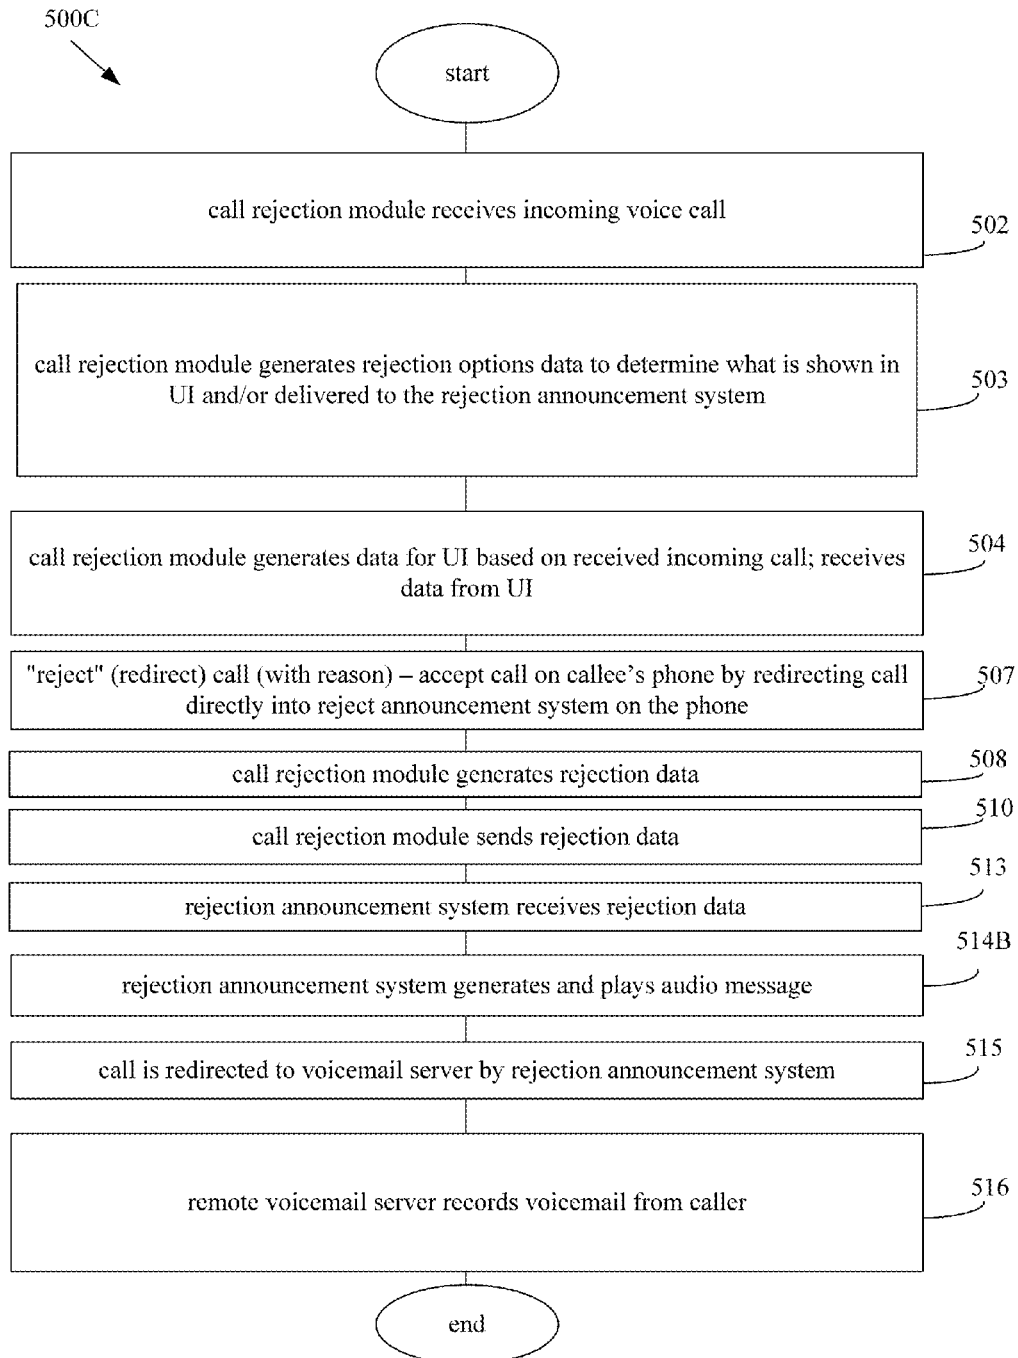 500C
start
call rejection module receives incoming voice call
502
call rejection module generates rejection options data to determine what is shown in
UI and/or delivered to the rejection announcement system
503
call rejection module generates data for UI based on received incoming call; receives
data from UI
504
"reject" (redirect) call (with reason) – accept call on callee's phone by redirecting call
directly into reject announcement system on the phone
507
call rejection module generates rejection data
508
call rejection module sends rejection data
510
rejection announcement system receives rejection data
513
rejection announcement system generates and plays audio message
514B
call is redirected to voicemail server by rejection announcement system
515
remote voicemail server records voicemail from caller
516
end